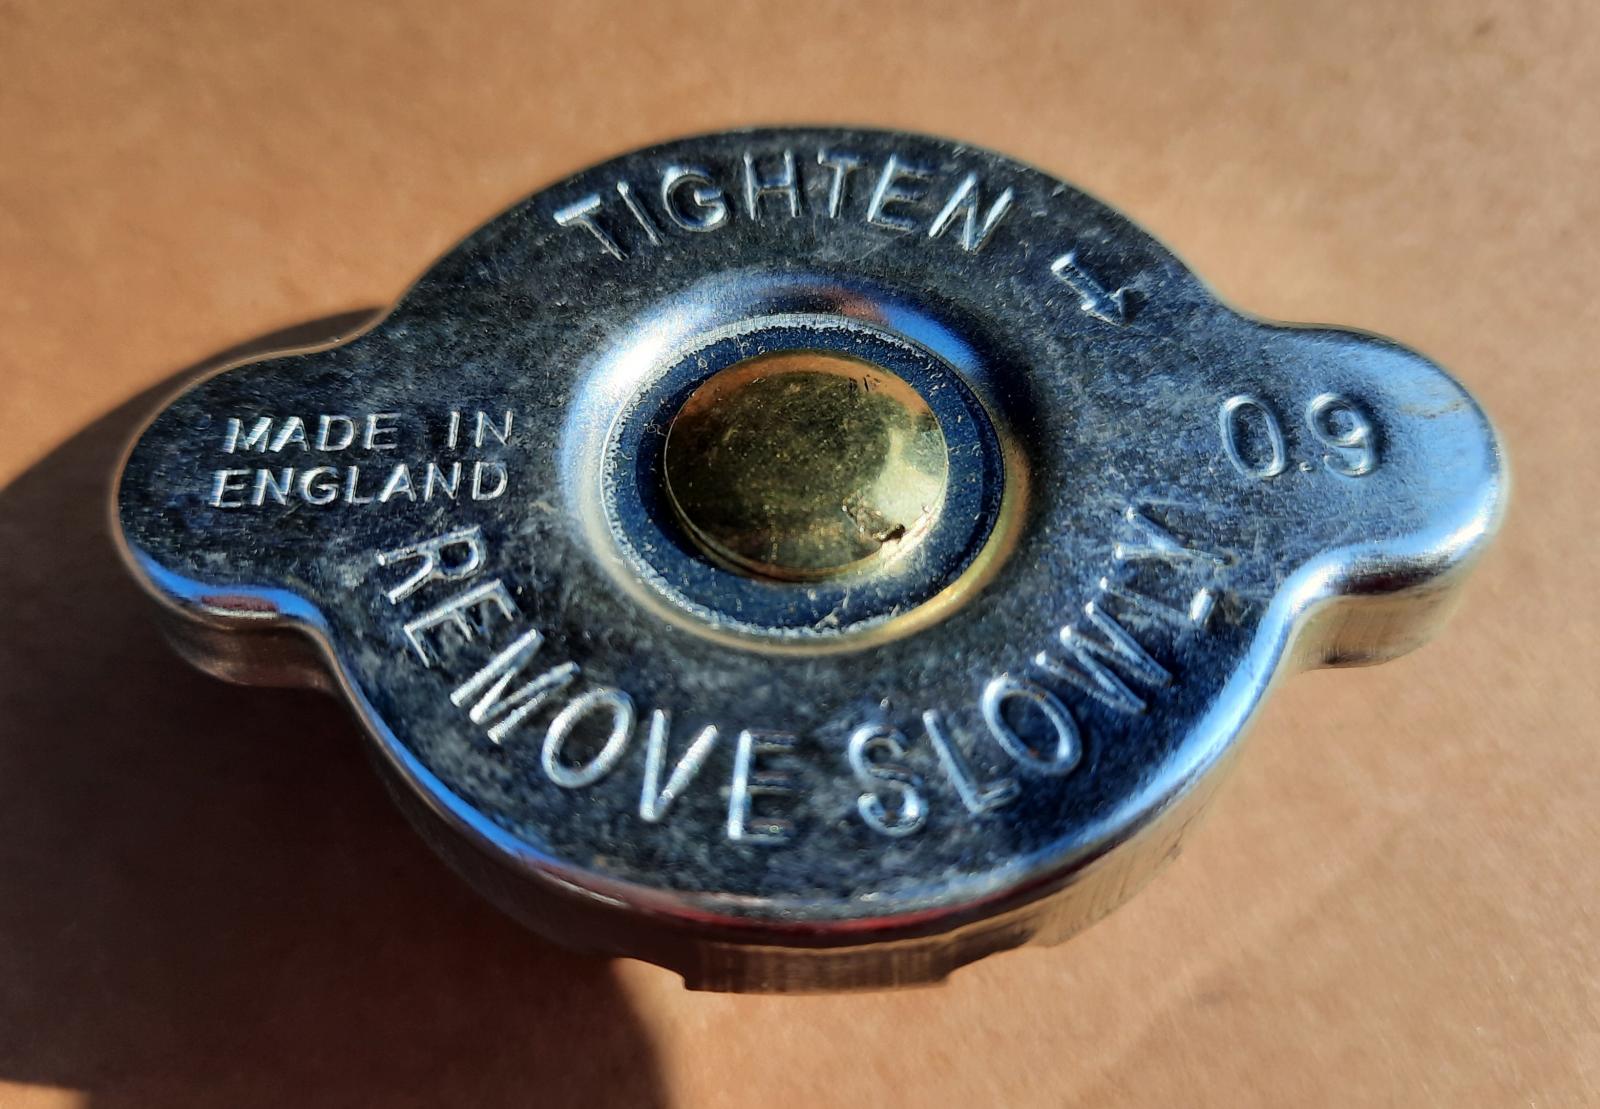 TIGHTEN
MADE IN
ENGLAND
0.9
REMOVE SLOWLY